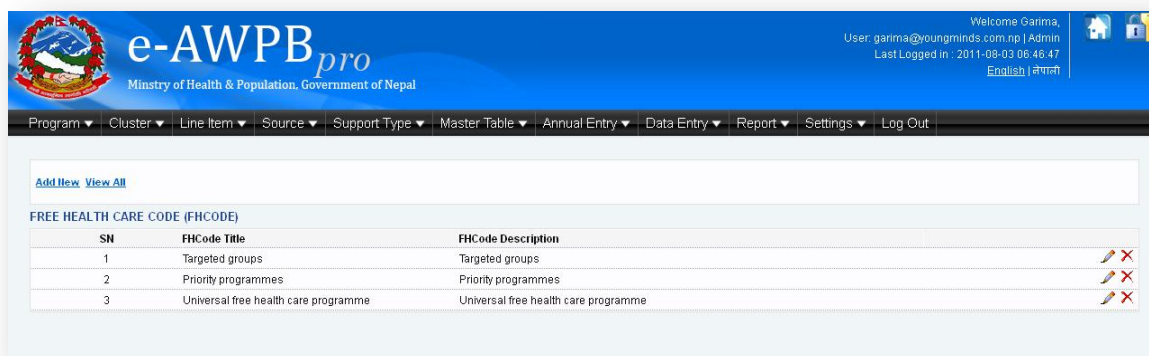 e-AWPB pro
Minstry of Health & Population, Government of Nepal
Welcome Garima,
User: garima@youngminds.com.np | Admin
Last Logged in : 2011-08-03 06:46:47
English | नेपाली
Program ▼ Cluster ▼ Line Item ▼ Source ▼ Support Type ▼ Master Table ▼ Annual Entry ▼ Data Entry ▼ Report ▼ Settings ▼ Log Out
Add New View All
FREE HEALTH CARE CODE (FHCODE)
SN FHCode Title FHCode Description
1 Targeted groups Targeted groups
2 Priority programmes Priority programmes
3 Universal free health care programme Universal free health care programme